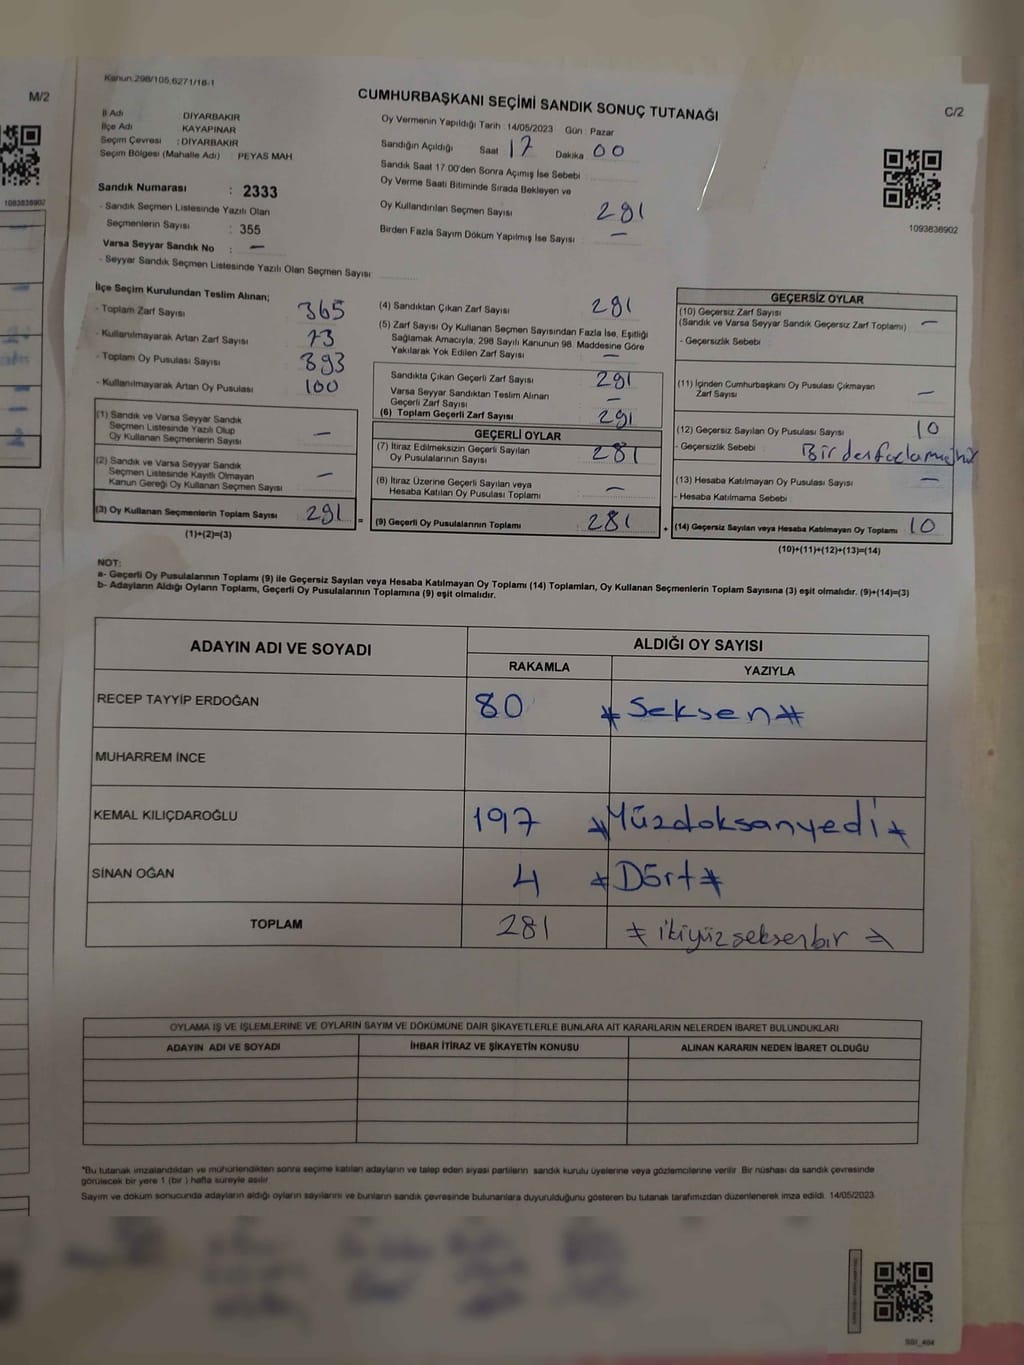 Kanun.298/105,6271/16-1
M/2
CUMHURBAŞKANI SEÇİMİ SANDIK SONUÇ TUTANAĞI
C/2
İl Adı DİYARBAKIR
İlçe Adı KAYAPINAR
Seçim Çevresi : DİYARBAKIR
Seçim Bölgesi (Mahalle Adı) : PEYAS MAH.
Oy Vermenin Yapıldığı Tarih : 14/05/2023 Gün : Pazar
Sandığın Açıldığı Saat 17 Dakika 00
Sandık Saat 17.00'den Sonra Açımış İse Sebebi
Oy Verme Saati Bitiminde Sırada Bekleyen ve
Oy Kullandırılan Seçmen Sayısı 291
Birden Fazla Sayım Döküm Yapılmış İse Sayısı —
1093838902
1093838902
Sandık Numarası : 2333
- Sandık Seçmen Listesinde Yazılı Olan
Seçmenlerin Sayısı : 355
Varsa Seyyar Sandık No : —
- Seyyar Sandık Seçmen Listesinde Yazılı Olan Seçmen Sayısı:
İlçe Seçim Kurulundan Teslim Alınan;
- Toplam Zarf Sayısı 365
- Kullanılmayarak Artan Zarf Sayısı 73
- Toplam Oy Pusulası Sayısı 393
- Kullanılmayarak Artan Oy Pusulası 100
(1) Sandık ve Varsa Seyyar Sandık
Seçmen Listesinde Yazılı Olup
Oy Kullanan Seçmenlerin Sayısı —
(2) Sandık ve Varsa Seyyar Sandık
Seçmen Listesinde Kayıtlı Olmayan
Kanun Gereği Oy Kullanan Seçmen Sayısı —
(3) Oy Kullanan Seçmenlerin Toplam Sayısı 291 =
(1)+(2)=(3)
(4) Sandıktan Çıkan Zarf Sayısı 291
(5) Zarf Sayısı Oy Kullanan Seçmen Sayısından Fazla İse, Eşitliği
Sağlamak Amacıyla, 298 Sayılı Kanunun 98. Maddesine Göre
Yakılarak Yok Edilen Zarf Sayısı —
Sandıkta Çıkan Geçerli Zarf Sayısı 291
Varsa Seyyar Sandıktan Teslim Alınan
Geçerli Zarf Sayısı —
(6) Toplam Geçerli Zarf Sayısı 291
GEÇERLİ OYLAR
(7) İtiraz Edilmeksizin Geçerli Sayılan
Oy Pusulalarının Sayısı 281
(8) İtiraz Üzerine Geçerli Sayılan veya
Hesaba Katılan Oy Pusulası Toplamı —
(9) Geçerli Oy Pusulalarının Toplamı 281 +
GEÇERSİZ OYLAR
(10) Geçersiz Zarf Sayısı
(Sandık ve Varsa Seyyar Sandık Geçersiz Zarf Toplamı) —
- Geçersizlik Sebebi
(11) İçinden Cumhurbaşkanı Oy Pusulası Çıkmayan
Zarf Sayısı —
(12) Geçersiz Sayılan Oy Pusulası Sayısı 10
- Geçersizlik Sebebi : Birdenfazlamühür
(13) Hesaba Katılmayan Oy Pusulası Sayısı —
- Hesaba Katılmama Sebebi
(14) Geçersiz Sayılan veya Hesaba Katılmayan Oy Toplamı 10
(10)+(11)+(12)+(13)=(14)
NOT:
a- Geçerli Oy Pusulalarının Toplamı (9) ile Geçersiz Sayılan veya Hesaba Katılmayan Oy Toplamı (14) Toplamları, Oy Kullanan Seçmenlerin Toplam Sayısına (3) eşit olmalıdır. (9)+(14)=(3)
b- Adayların Aldığı Oyların Toplamı, Geçerli Oy Pusulalarının Toplamına (9) eşit olmalıdır.
ADAYIN ADI VE SOYADI ALDIĞI OY SAYISI
RAKAMLA YAZIYLA
RECEP TAYYİP ERDOĞAN 80 Seksen
MUHARREM İNCE
KEMAL KILIÇDAROĞLU 197 Yüzdoksanyedi
SİNAN OĞAN 4 Dört
TOPLAM 281 ikiyüzseksenbir
OYLAMA İŞ VE İŞLEMLERİNE VE OYLARIN SAYIM VE DÖKÜMÜNE DAİR ŞİKAYETLERLE BUNLARA AİT KARARLARIN NELERDEN İBARET BULUNDUKLARI
ADAYIN ADI VE SOYADI İHBAR İTİRAZ VE ŞİKAYETİN KONUSU ALINAN KARARIN NEDEN İBARET OLDUĞU
*Bu tutanak imzalandıktan ve mühürlendikten sonra seçime katılan adayların ve talep eden siyasi partilerin sandık kurulu üyelerine veya gözlemcilerine verilir. Bir nüshası da sandık çevresinde
görülecek bir yere 1 (bir) hafta süreyle asılır.
Sayım ve döküm sonucunda adayların aldığı oyların sayılarını ve bunların sandık çevresinde bulunanlara duyurulduğunu gösteren bu tutanak tarafımızdan düzenlenerek imza edildi. 14/05/2023